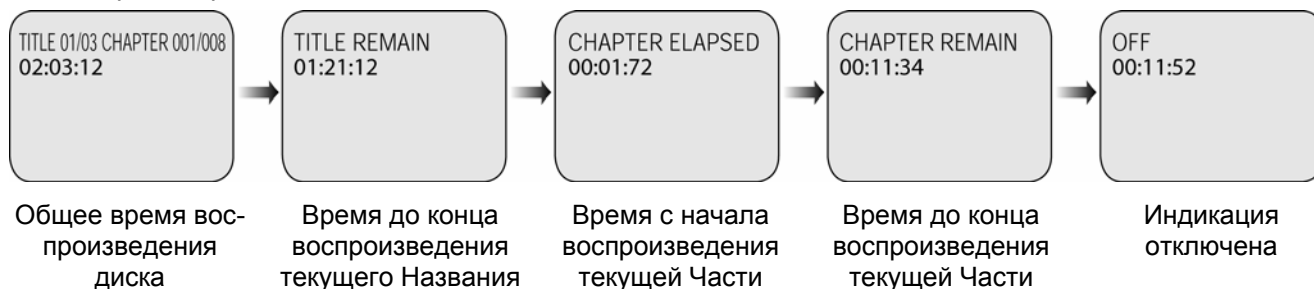 TITLE 01/03 CHAPTER 001/008
02:03:12
TITLE REMAIN
01:21:12
CHAPTER ELAPSED
00:01:72
CHAPTER REMAIN
00:11:34
OFF
00:11:52
Общее время вос-
произведения
диска
Время до конца
воспроизведения
текущего Названия
Время с начала
воспроизведения
текущей Части
Время до конца
воспроизведения
текущей Части
Индикация
отключена